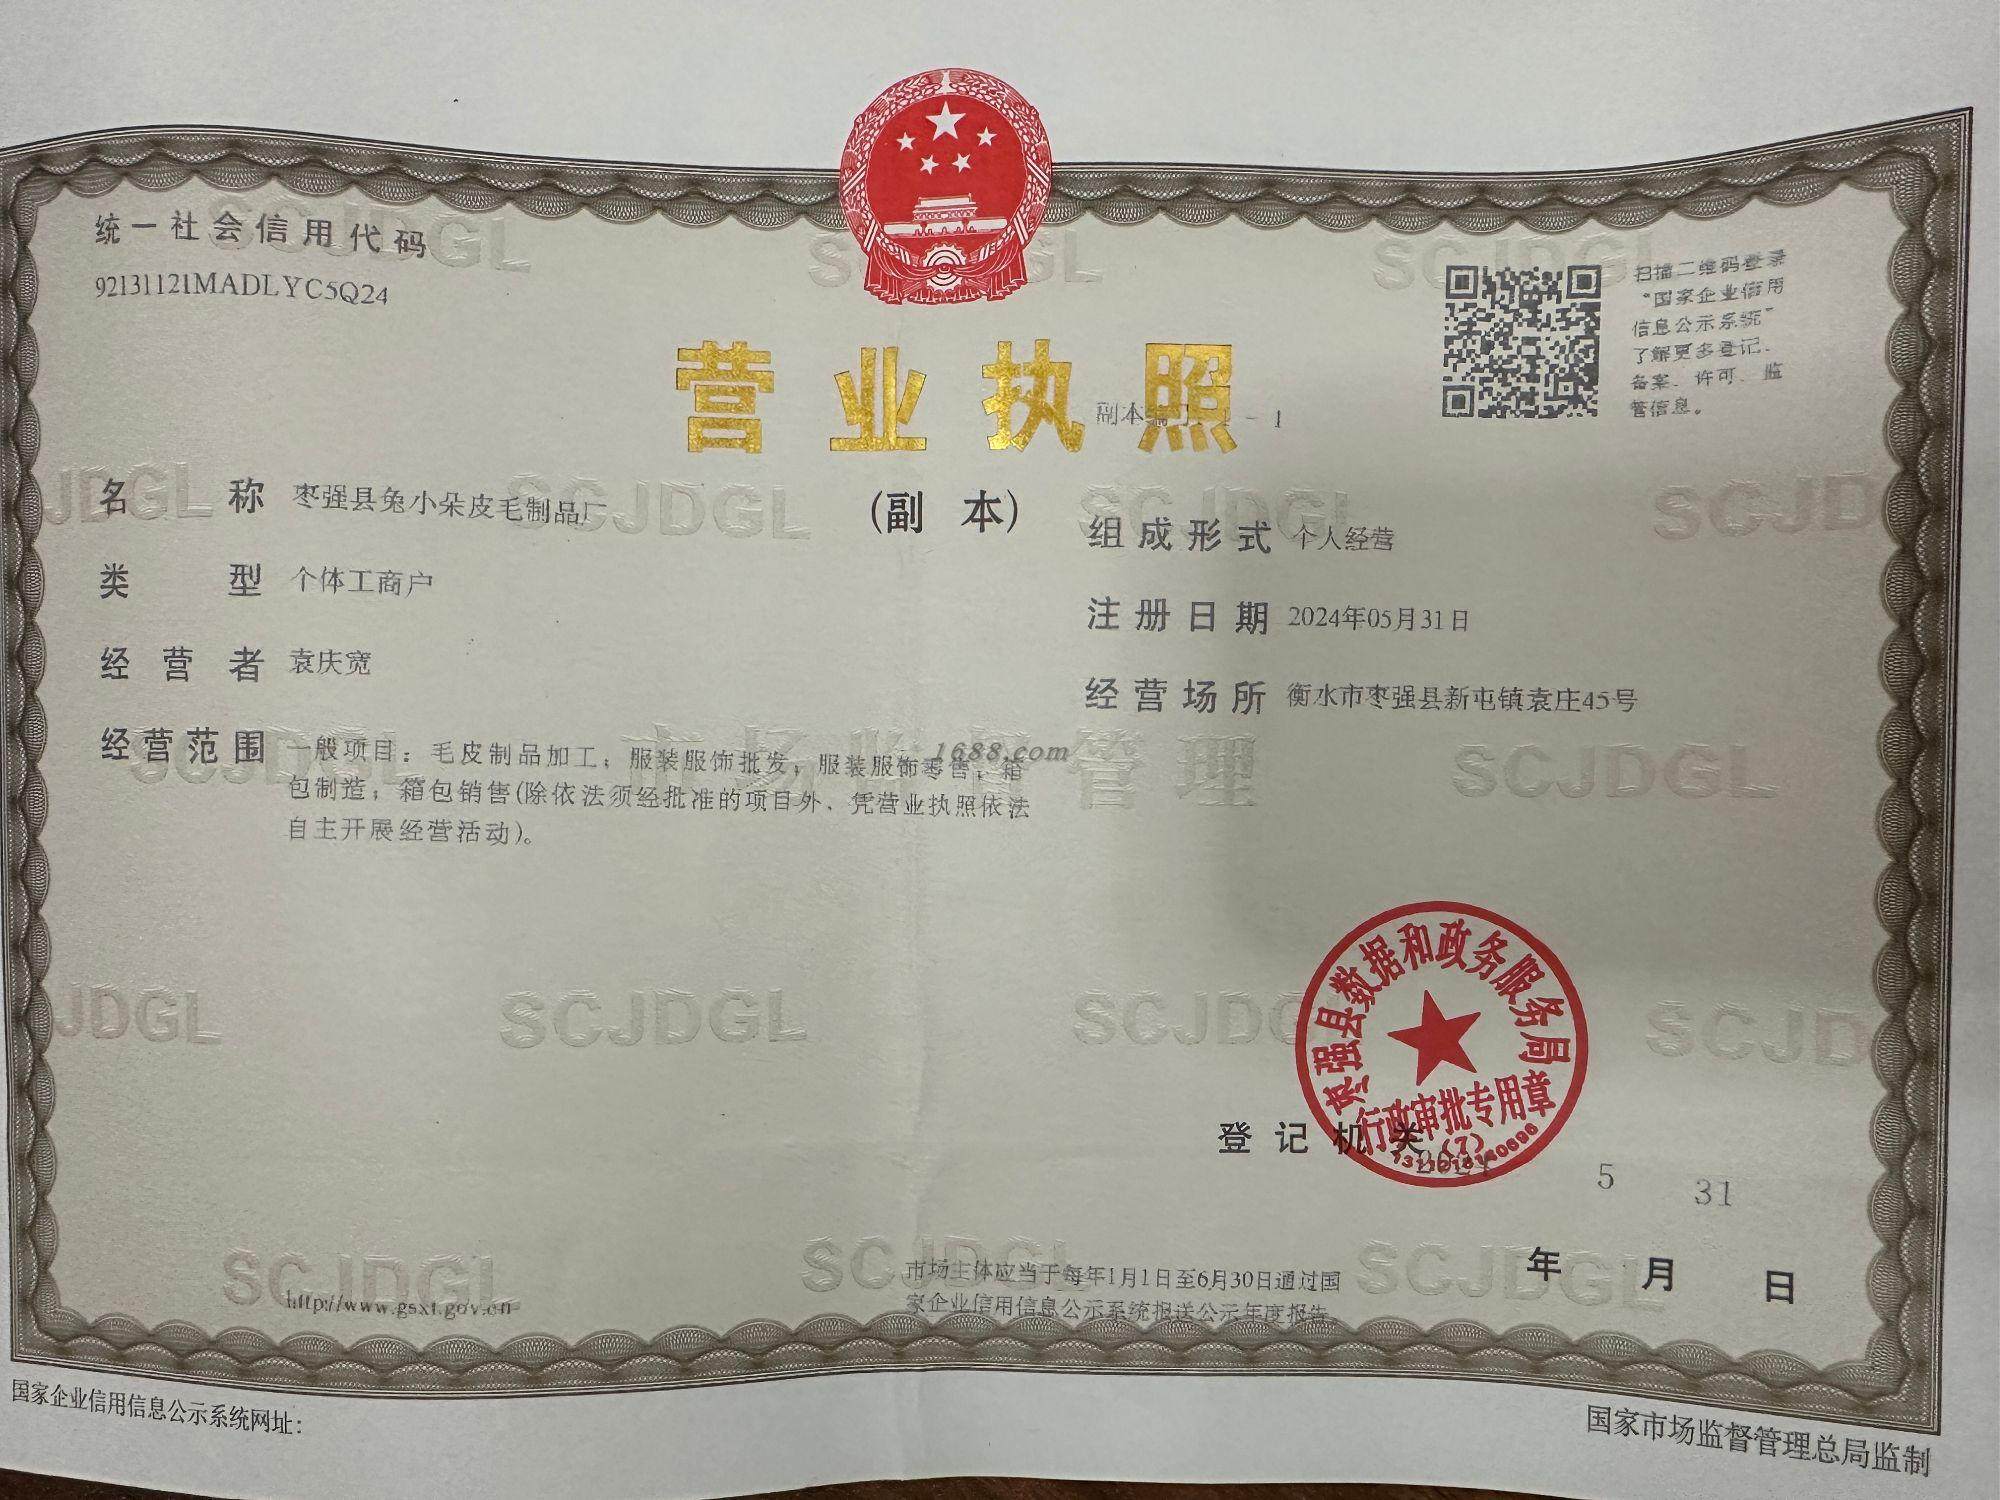 统一社会信用代码
92131121MADLYC5Q24
扫描二维码登录
“国家企业信用
信息公示系统”
了解更多登记、
备案、许可、监
管信息。
营业执照
副本 1 - 1
(副 本)
名 称 枣强县兔小朵皮毛制品厂
类 型 个体工商户
经 营 者 袁庆宽
经营范围 一般项目：毛皮制品加工；服装服饰批发；服装服饰零售；箱
包制造；箱包销售(除依法须经批准的项目外，凭营业执照依法
自主开展经营活动)。
组成形式 个人经营
注册日期 2024年05月31日
经营场所 衡水市枣强县新屯镇袁庄45号
1688.com
市场监督管理
SCJDGL
枣强县数据和政务服务局
行政审批专用章
(7)
登记机关
5 31
年 月 日
http://www.gsxt.gov.cn
市场主体应当于每年1月1日至6月30日通过国
家企业信用信息公示系统报送公示年度报告。
国家企业信用信息公示系统网址：
国家市场监督管理总局监制